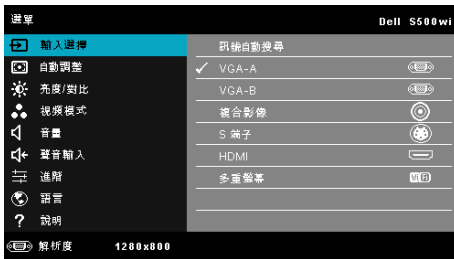 選單 Dell S500wi
輸入選擇
自動調整
亮度/對比
視頻模式
音量
聲音輸入
進階
語言
說明
訊號自動搜尋
VGA-A
VGA-B
複合影像
S 端子
HDMI
多重螢幕
解析度 1280x800